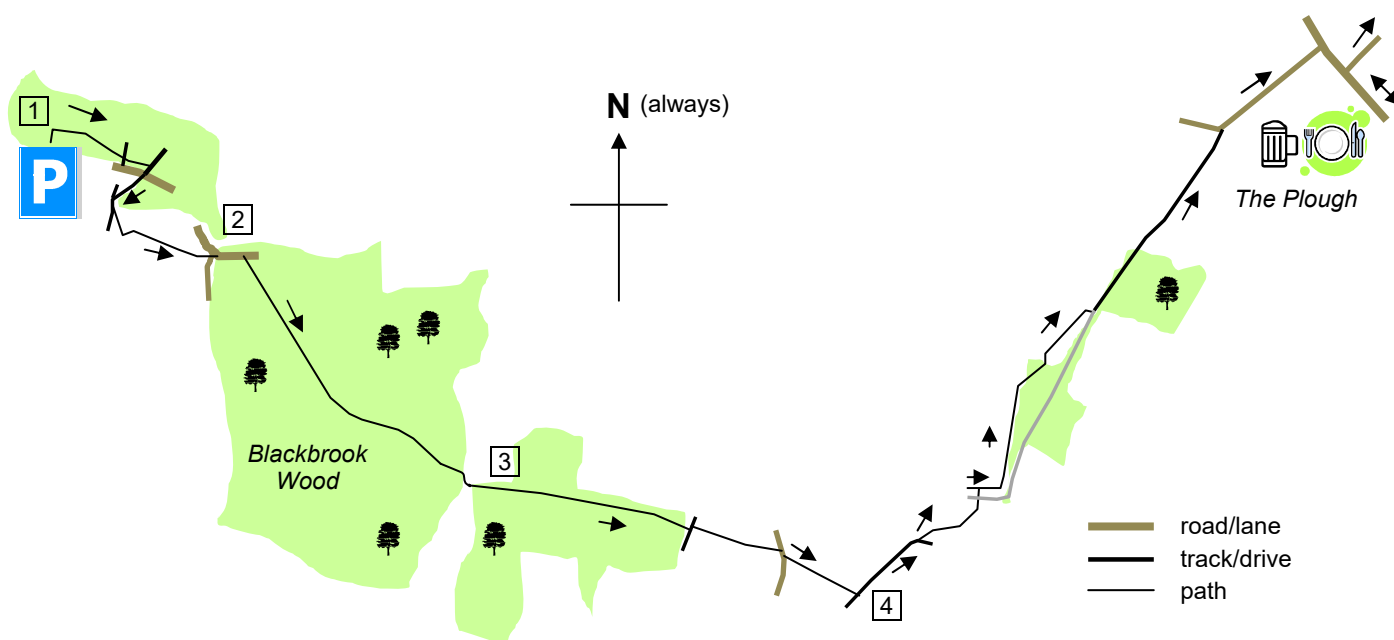 1
P
2
N (always)
The Plough
Blackbrook
Wood
3
4
road/lane
track/drive
path